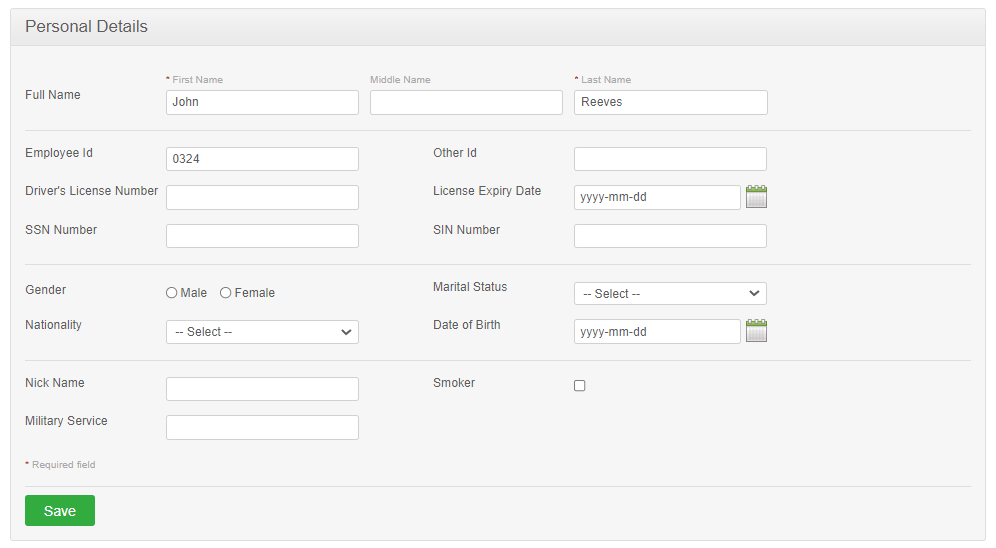 Personal Details
* First Name Middle Name * Last Name
Full Name John Reeves
Employee Id 0324 Other Id
Driver's License Number License Expiry Date yyyy-mm-dd
SSN Number SIN Number
Gender Male Female Marital Status -- Select --
Nationality -- Select -- Date of Birth yyyy-mm-dd
Nick Name Smoker
Military Service
* Required field
Save